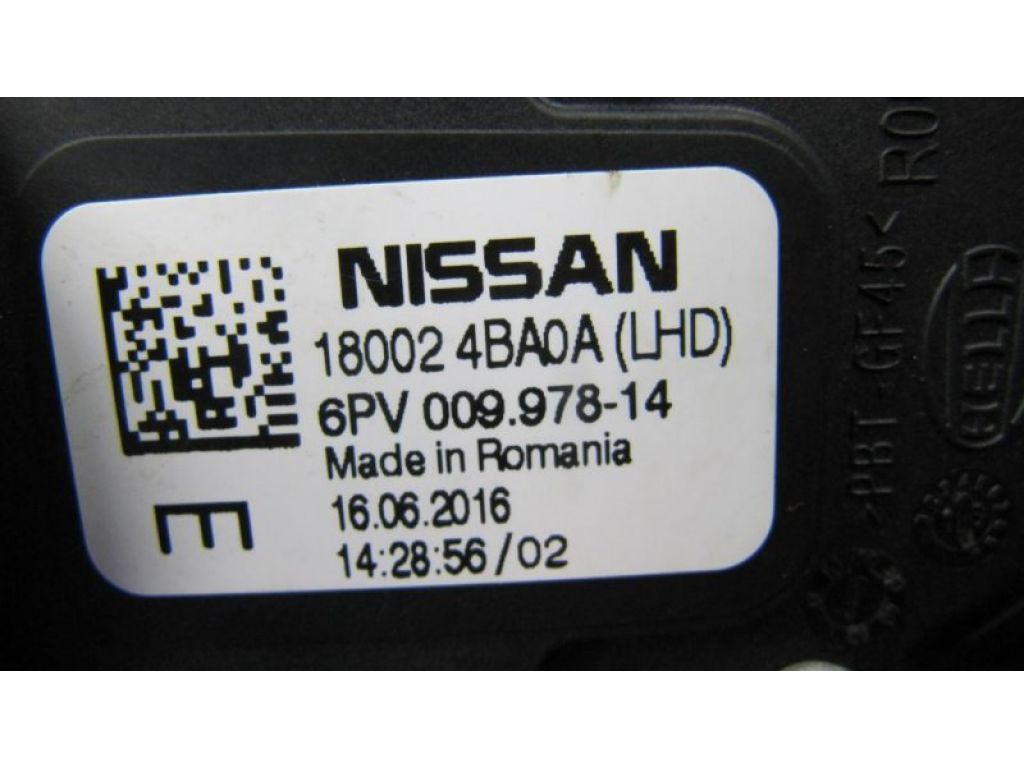 NISSAN
18002 4BA0A (LHD)
6PV 009.978-14
Made in Romania
16.06.2016
14:28:56/02
E
>PBT-GF45<
HELLA